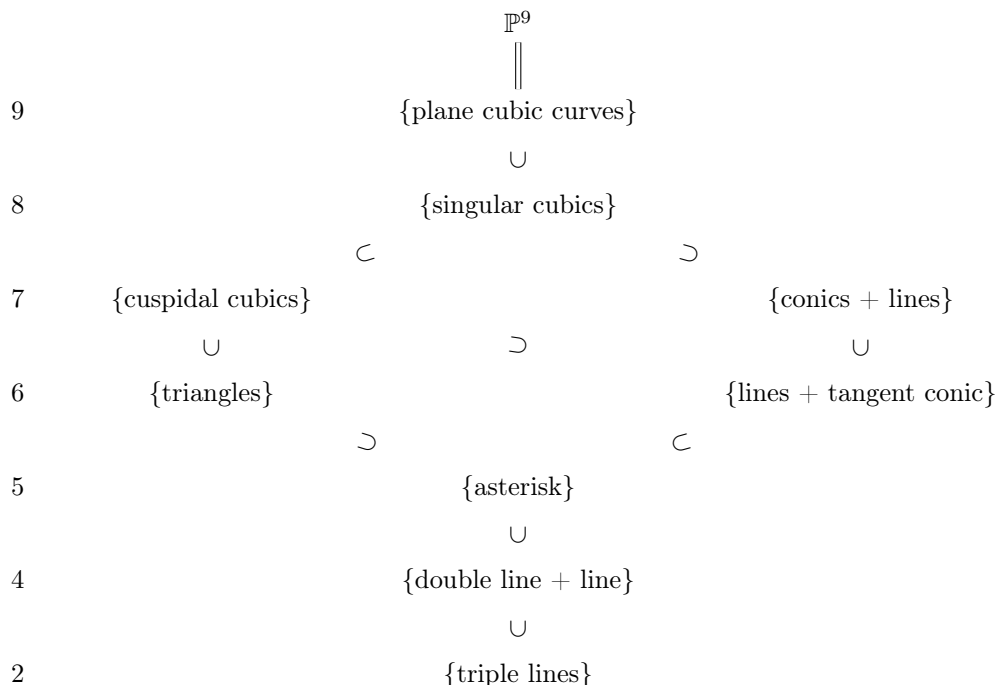 ℙ⁹
∥
9 {plane cubic curves}
∪
8 {singular cubics}
⊂ ⊃
7 {cuspidal cubics} {conics + lines}
∪ ⊃ ∪
6 {triangles} {lines + tangent conic}
⊃ ⊂
5 {asterisk}
∪
4 {double line + line}
∪
2 {triple lines}